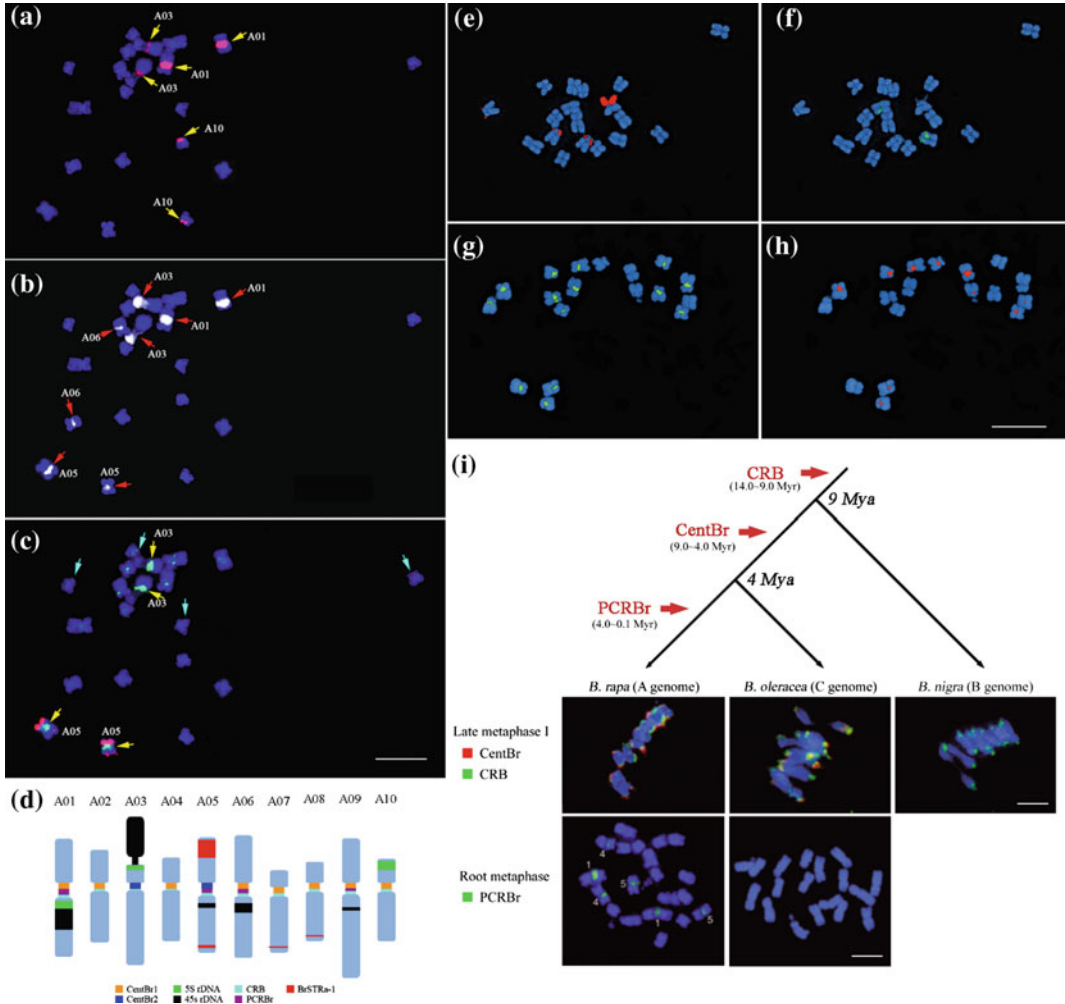 (a)
A03
A01
A01
A03
A10
A10
(b)
A03
A01
A06
A01
A03
A06
A05
A05
(c)
A03
A03
A05
A05
(d)
A01 A02 A03 A04 A05 A06 A07 A08 A09 A10
CentBr1 5S rDNA CRB BrSTRa-1
CentBr2 45s rDNA PCRBr
(e)
(f)
(g)
(h)
(i)
CRB
(14.0~9.0 Myr)
9 Mya
CentBr
(9.0~4.0 Myr)
4 Mya
PCRBr
(4.0~0.1 Myr)
B. rapa (A genome) B. oleracea (C genome) B. nigra (B genome)
Late metaphase I
CentBr
CRB
Root metaphase
PCRBr
4
1
5
4
1
5